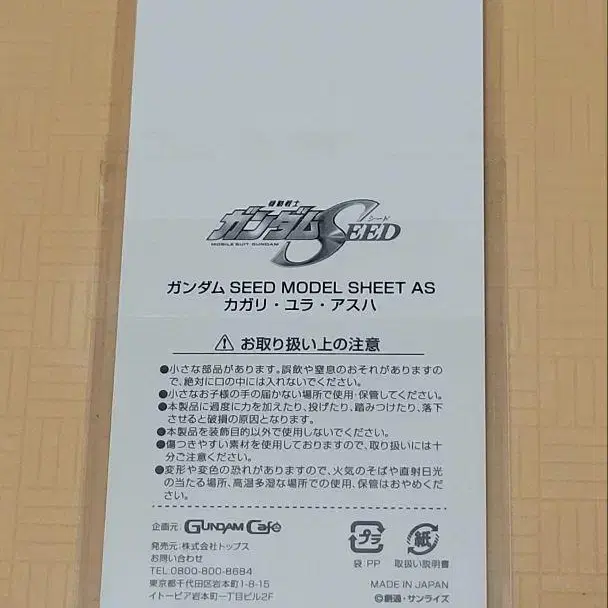 機動戦士
ガンダムSEED
シード
MOBILE SUIT GUNDAM
ガンダム SEED MODEL SHEET AS
カガリ・ユラ・アスハ
⚠ お取り扱い上の注意
●小さな部品があります。誤飲や窒息のおそれがありますの
で、絶対に口の中には入れないでください。
●小さなお子様の手の届かない場所で使用・保管してください。
●本製品に過度に力を加えたり、投げたり、踏みつけたり、落下
させると破損の原因となります。
●本製品を装飾目的以外で使用しないでください。
●傷つきやすい素材を使用しておりますので、取り扱いには十
分ご注意ください。
●変形や変色の恐れがありますので、火気のそばや直射日光
の当たる場所、高温多湿な場所での使用、保管はおやめくだ
さい。
企画元：GUNDAM Café
発売元：株式会社トップス
お問い合わせ
TEL:0800-800-8684
東京都千代田区岩本町1-8-15
イトーピア岩本町一丁目ビル2F
プラ
袋：PP
紙
取扱い説明書
MADE IN JAPAN
©創通・サンライズ